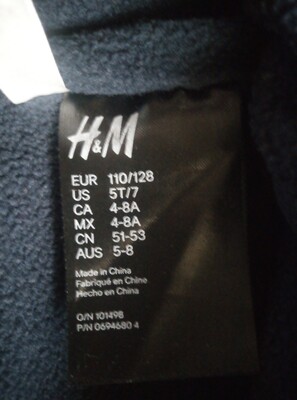 H&M
EUR 110/128
US 5T/7
CA 4-8A
MX 4-8A
CN 51-53
AUS 5-8
Made in China
Fabriqué en Chine
Hecho en China
O/N 101498
P/N 0694680 4